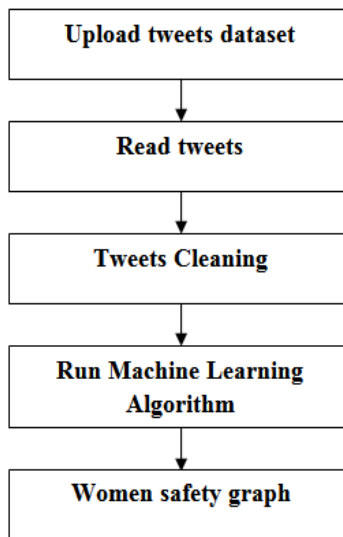 Upload tweets dataset
Read tweets
Tweets Cleaning
Run Machine Learning
Algorithm
Women safety graph